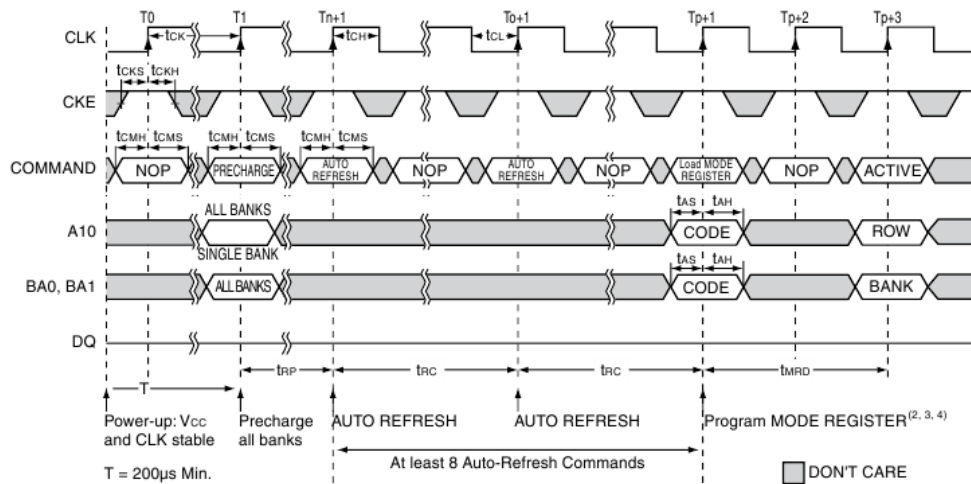 T0 T1 Tn+1 To+1 Tp+1 Tp+2 Tp+3
CLK tCK tCH tCL
tCKS tCKH
CKE
tCMH tCMS tCMH tCMS tCMH tCMS
COMMAND NOP PRECHARGE AUTO REFRESH NOP AUTO REFRESH NOP Load MODE REGISTER NOP ACTIVE
ALL BANKS tAS tAH
A10 CODE ROW
SINGLE BANK tAS tAH
BA0, BA1 ALL BANKS CODE BANK
DQ
tRP tRC tRC tMRD
T
Power-up: VCC Precharge AUTO REFRESH AUTO REFRESH Program MODE REGISTER(2, 3, 4)
and CLK stable all banks
At least 8 Auto-Refresh Commands
T = 200µs Min. DON'T CARE